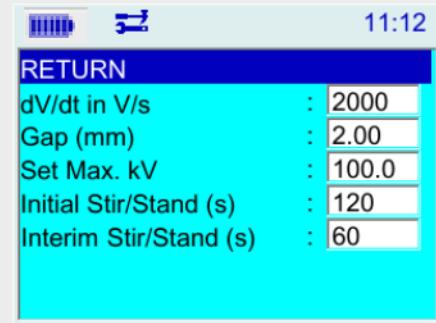 11:12
RETURN
dV/dt in V/s : 2000
Gap (mm) : 2.00
Set Max. kV : 100.0
Initial Stir/Stand (s) : 120
Interim Stir/Stand (s) : 60